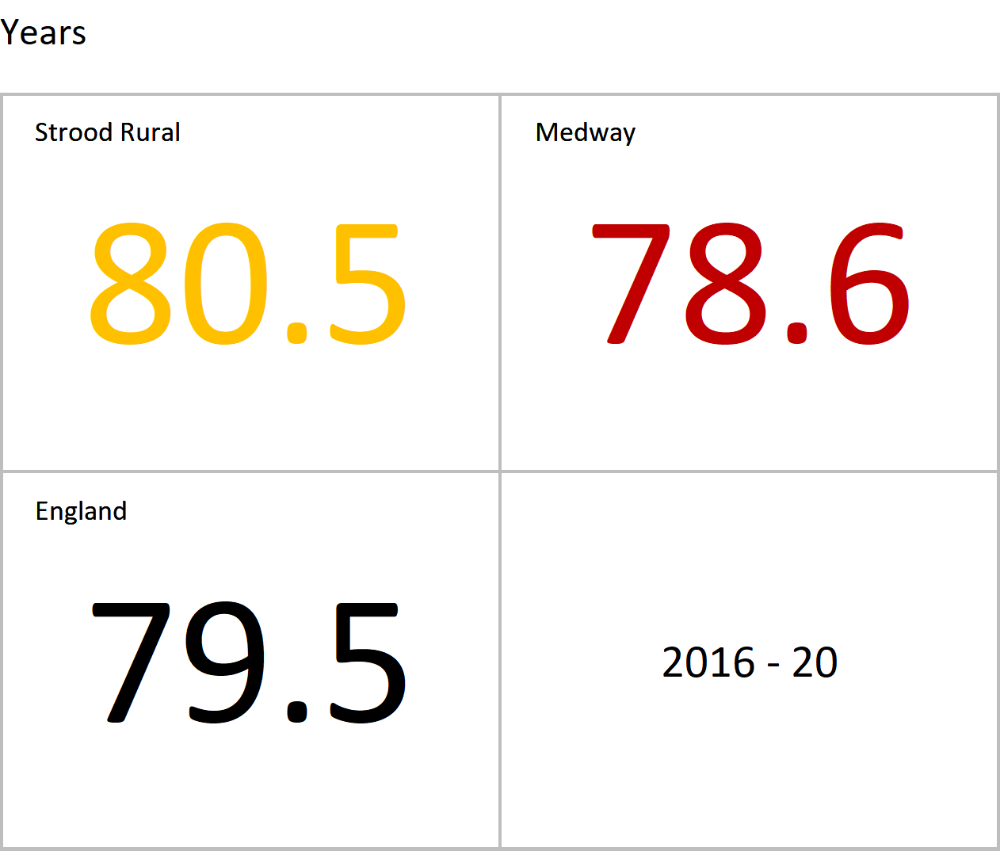 Years
Strood Rural
80.5
Medway
78.6
England
79.5
2016 - 20